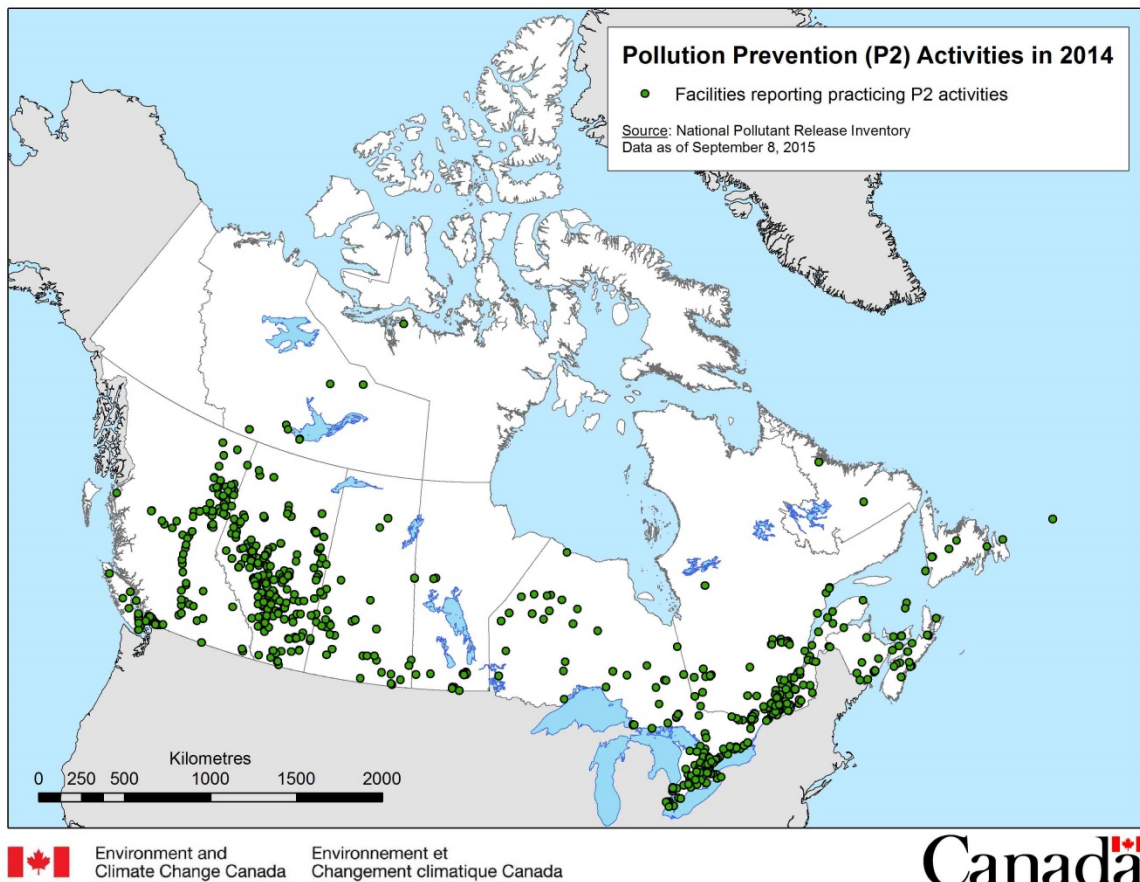 Pollution Prevention (P2) Activities in 2014
Facilities reporting practicing P2 activities
Source: National Pollutant Release Inventory
Data as of September 8, 2015
Kilometres
0 250 500 1000 1500 2000
Environment and
Climate Change Canada
Environnement et
Changement climatique Canada
Canada